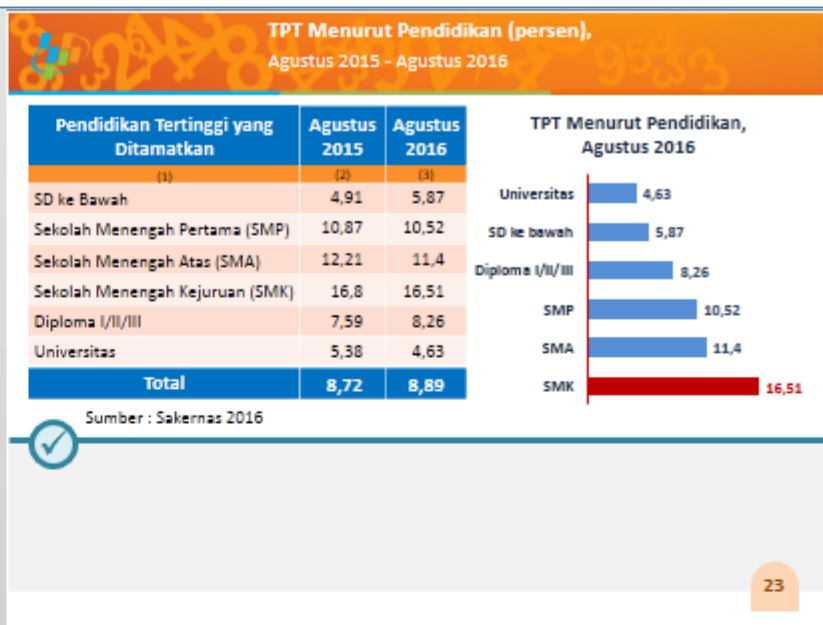 TPT Menurut Pendidikan (persen),
Agustus 2015 - Agustus 2016
Pendidikan Tertinggi yang Ditamatkan Agustus 2015 Agustus 2016
(1) (2) (3)
SD ke Bawah 4,91 5,87
Sekolah Menengah Pertama (SMP) 10,87 10,52
Sekolah Menengah Atas (SMA) 12,21 11,4
Sekolah Menengah Kejuruan (SMK) 16,8 16,51
Diploma I/II/III 7,59 8,26
Universitas 5,38 4,63
Total 8,72 8,89
Sumber : Sakernas 2016
TPT Menurut Pendidikan,
Agustus 2016
Universitas 4,63
SD ke bawah 5,87
Diploma I/II/III 8,26
SMP 10,52
SMA 11,4
SMK 16,51
23